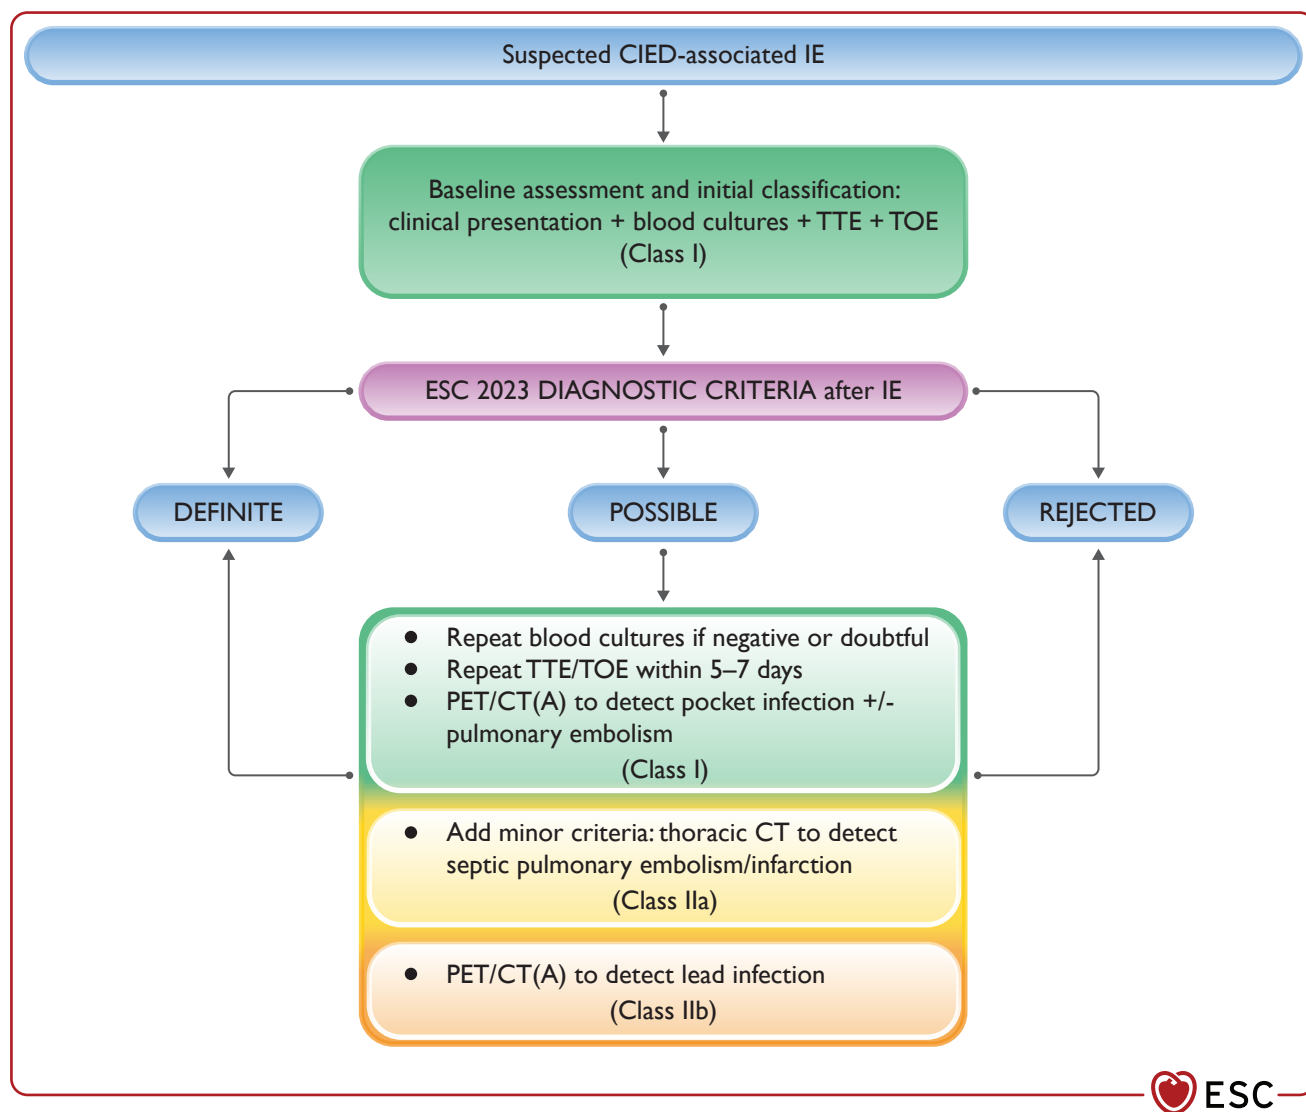 Suspected CIED-associated IE
Baseline assessment and initial classification:
clinical presentation + blood cultures + TTE + TOE
(Class I)
ESC 2023 DIAGNOSTIC CRITERIA after IE
DEFINITE
POSSIBLE
REJECTED
● Repeat blood cultures if negative or doubtful
● Repeat TTE/TOE within 5–7 days
● PET/CT(A) to detect pocket infection +/-
pulmonary embolism
(Class I)
● Add minor criteria: thoracic CT to detect
septic pulmonary embolism/infarction
(Class IIa)
● PET/CT(A) to detect lead infection
(Class IIb)
ESC